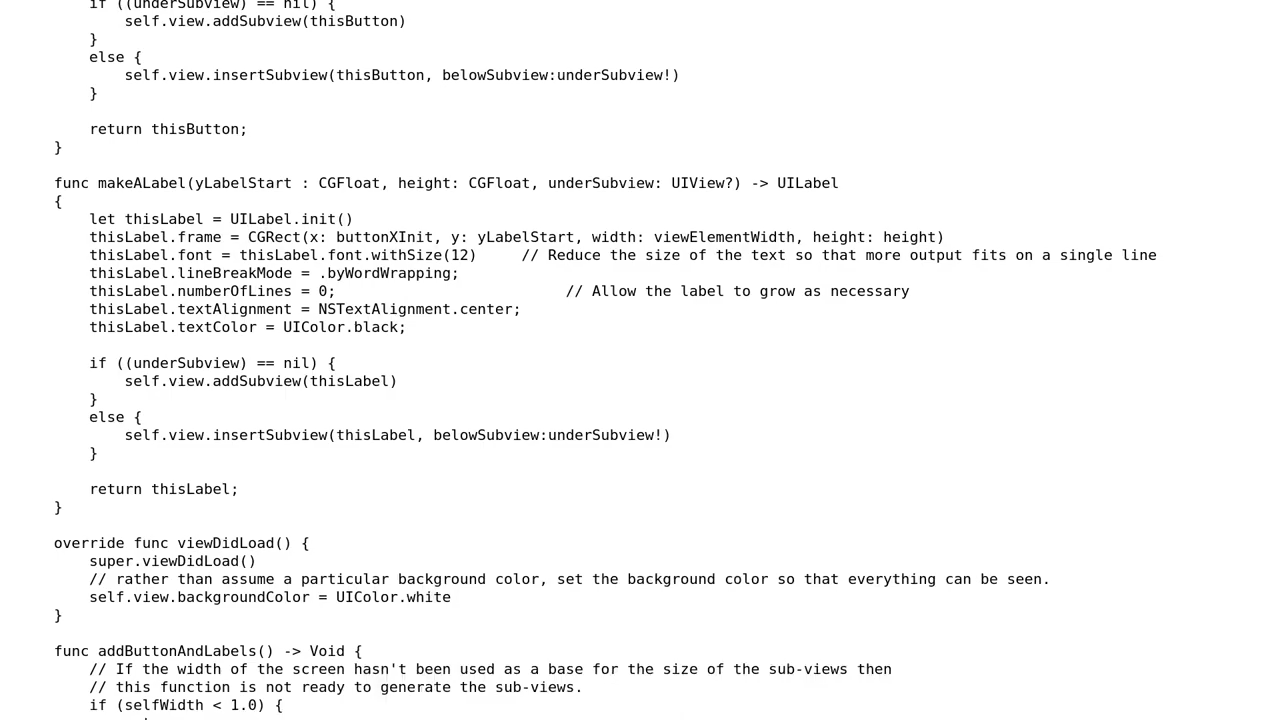 if ((underSubview) == nil) {
        self.view.addSubview(thisButton)
    }
    else {
        self.view.insertSubview(thisButton, belowSubview:underSubview!)
    }

    return thisButton;
}

func makeALabel(yLabelStart : CGFloat, height: CGFloat, underSubview: UIView?) -> UILabel
{
    let thisLabel = UILabel.init()
    thisLabel.frame = CGRect(x: buttonXInit, y: yLabelStart, width: viewElementWidth, height: height)
    thisLabel.font = thisLabel.font.withSize(12)     // Reduce the size of the text so that more output fits on a single line
    thisLabel.lineBreakMode = .byWordWrapping;
    thisLabel.numberOfLines = 0;                          // Allow the label to grow as necessary
    thisLabel.textAlignment = NSTextAlignment.center;
    thisLabel.textColor = UIColor.black;

    if ((underSubview) == nil) {
        self.view.addSubview(thisLabel)
    }
    else {
        self.view.insertSubview(thisLabel, belowSubview:underSubview!)
    }

    return thisLabel;
}

override func viewDidLoad() {
    super.viewDidLoad()
    // rather than assume a particular background color, set the background color so that everything can be seen.
    self.view.backgroundColor = UIColor.white
}

func addButtonAndLabels() -> Void {
    // If the width of the screen hasn't been used as a base for the size of the sub-views then
    // this function is not ready to generate the sub-views.
    if (selfWidth < 1.0) {